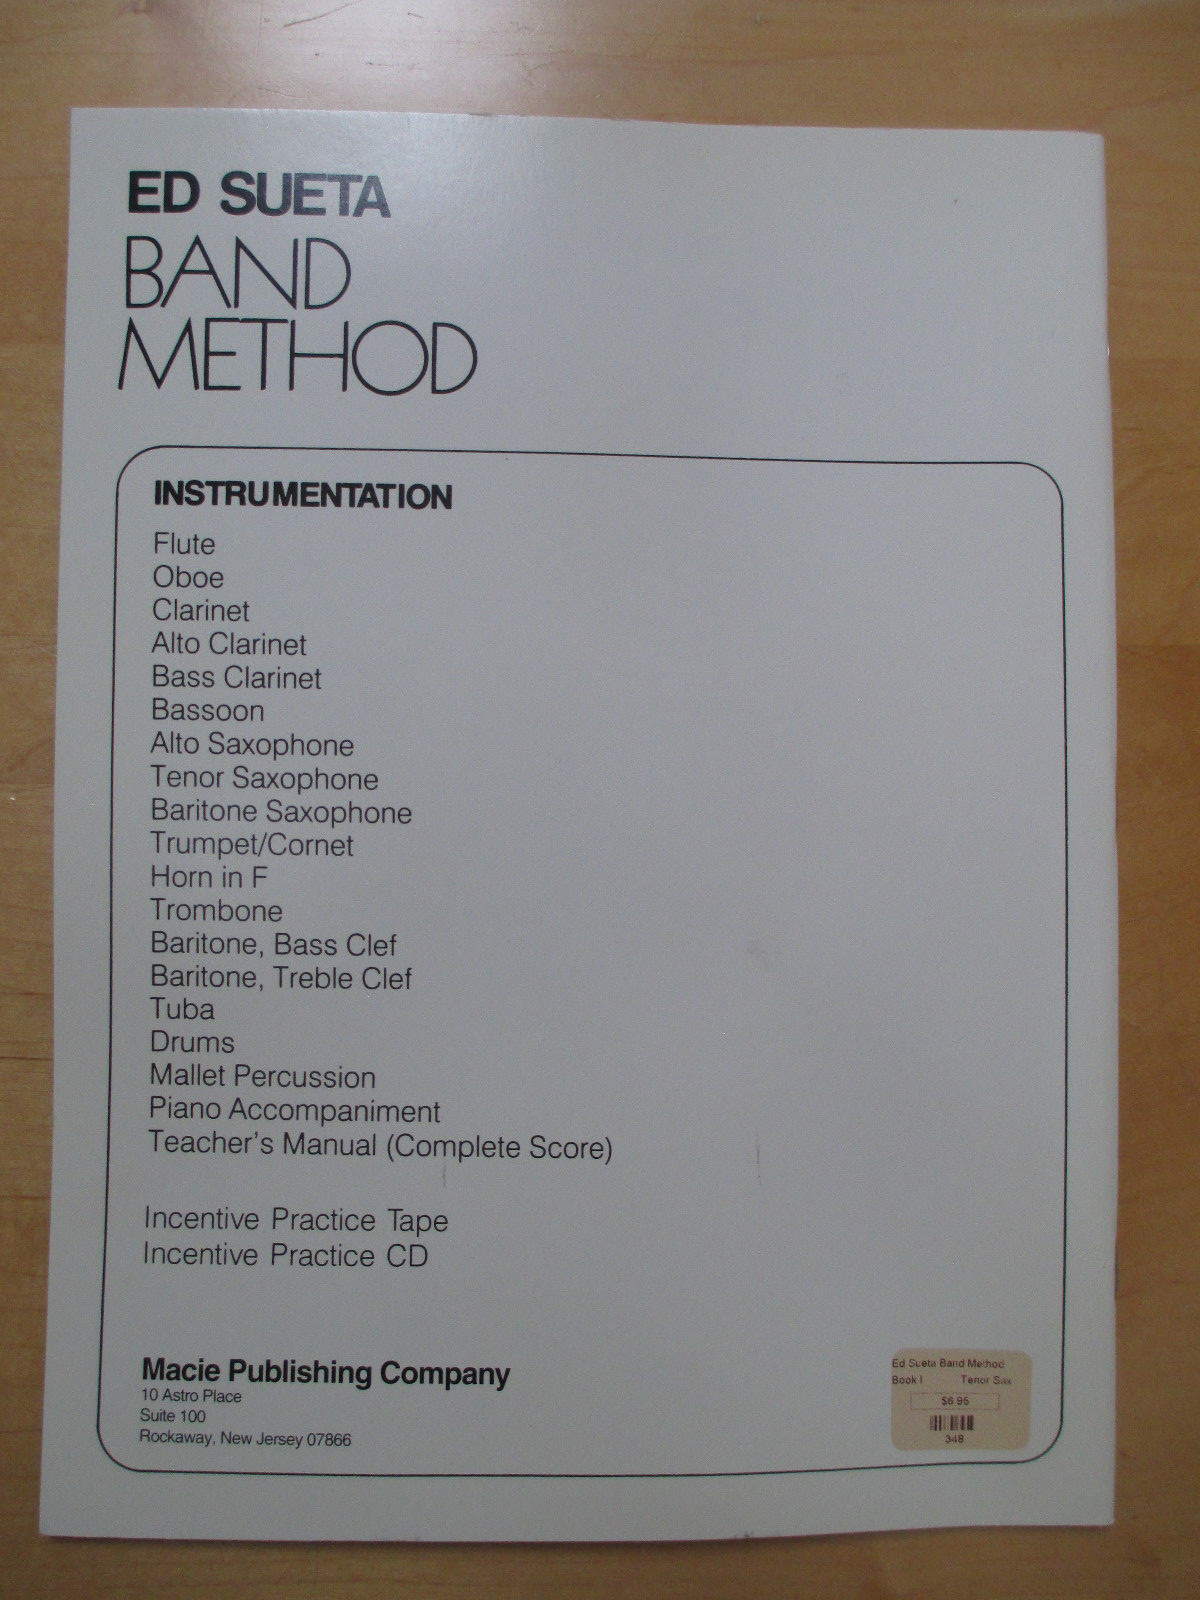 ED SUETA
BAND
METHOD
INSTRUMENTATION
Flute
Oboe
Clarinet
Alto Clarinet
Bass Clarinet
Bassoon
Alto Saxophone
Tenor Saxophone
Baritone Saxophone
Trumpet/Cornet
Horn in F
Trombone
Baritone, Bass Clef
Baritone, Treble Clef
Tuba
Drums
Mallet Percussion
Piano Accompaniment
Teacher's Manual (Complete Score)
Incentive Practice Tape
Incentive Practice CD
Macie Publishing Company
10 Astro Place
Suite 100
Rockaway, New Jersey 07866
Ed Sueta Band Method
Book I Tenor Sax
$6.95
348